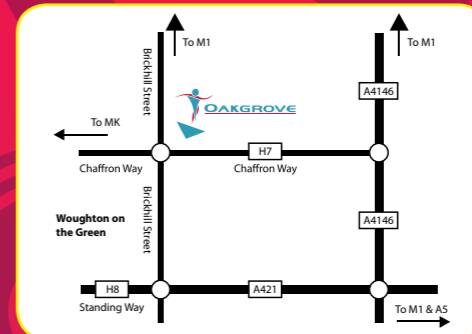 To M1
To M1
Brickhill Street
OAKGROVE
A4146
To MK
H7
Chaffron Way
Chaffron Way
Brickhill Street
Woughton on
the Green
A4146
H8
A421
Standing Way
To M1 & A5